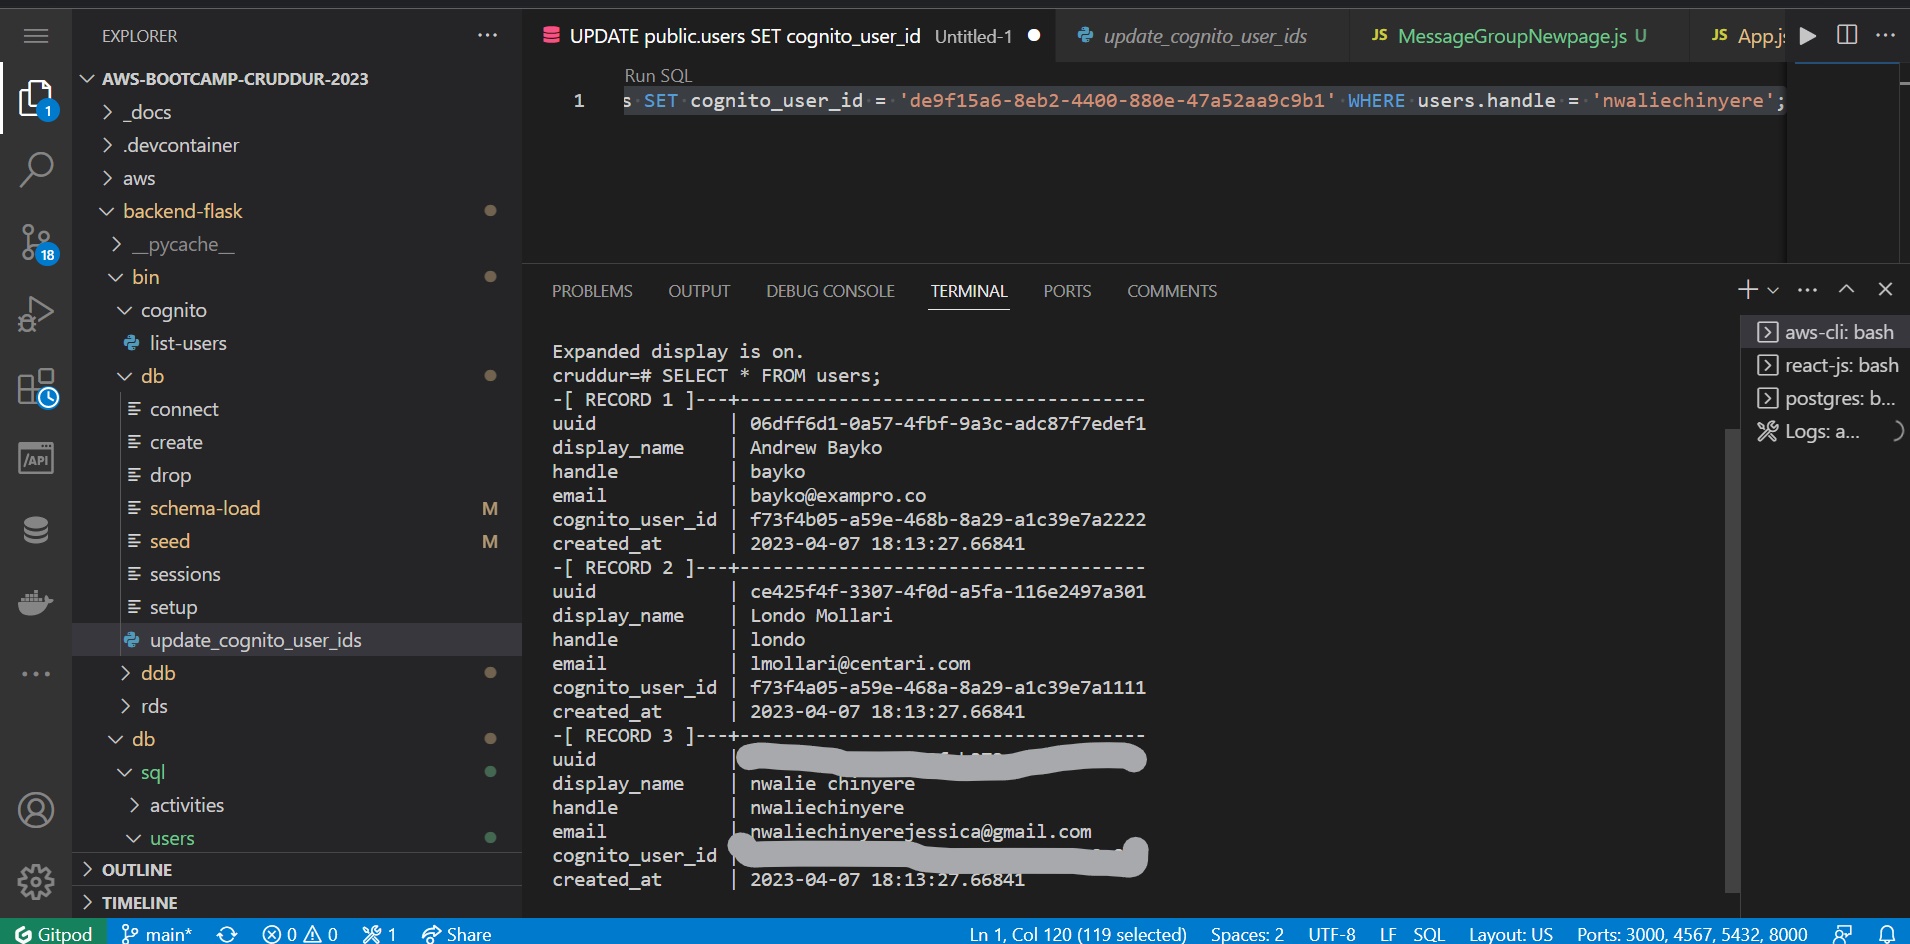 EXPLORER
AWS-BOOTCAMP-CRUDDUR-2023
_docs
.devcontainer
aws
backend-flask
__pycache__
bin
cognito
list-users
db
connect
create
drop
schema-load M
seed M
sessions
setup
update_cognito_user_ids
ddb
rds
db
sql
activities
users
OUTLINE
TIMELINE
1
18
/API
UPDATE public.users SET cognito_user_id Untitled-1
update_cognito_user_ids
JS MessageGroupNewpage.js U
JS App.js
Run SQL
1 s SET cognito_user_id = 'de9f15a6-8eb2-4400-880e-47a52aa9c9b1' WHERE users.handle = 'nwaliechinyere';
PROBLEMS OUTPUT DEBUG CONSOLE TERMINAL PORTS COMMENTS
Expanded display is on.
cruddur=# SELECT * FROM users;
-[ RECORD 1 ]---+-------------------------------------
uuid | 06dff6d1-0a57-4fbf-9a3c-adc87f7edef1
display_name | Andrew Bayko
handle | bayko
email | bayko@exampro.co
cognito_user_id | f73f4b05-a59e-468b-8a29-a1c39e7a2222
created_at | 2023-04-07 18:13:27.66841
-[ RECORD 2 ]---+-------------------------------------
uuid | ce425f4f-3307-4f0d-a5fa-116e2497a301
display_name | Londo Mollari
handle | londo
email | lmollari@centari.com
cognito_user_id | f73f4a05-a59e-468a-8a29-a1c39e7a1111
created_at | 2023-04-07 18:13:27.66841
-[ RECORD 3 ]---+-------------------------------------
uuid |
display_name | nwalie chinyere
handle | nwaliechinyere
email | nwaliechinyerejessica@gmail.com
cognito_user_id |
created_at | 2023-04-07 18:13:27.66841
aws-cli: bash
react-js: bash
postgres: b...
Logs: a...
Gitpod main* 0 0 1 Share Ln 1, Col 120 (119 selected) Spaces: 2 UTF-8 LF SQL Layout: US Ports: 3000, 4567, 5432, 8000